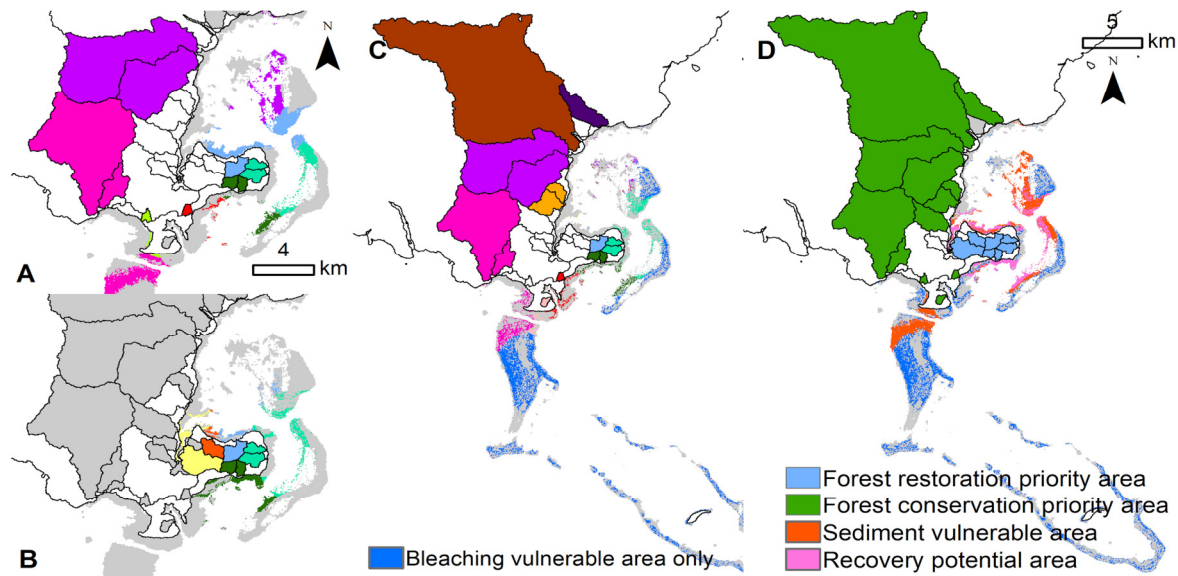 A
N
4
km
B
C
Bleaching vulnerable area only
D
5
km
N
Forest restoration priority area
Forest conservation priority area
Sediment vulnerable area
Recovery potential area